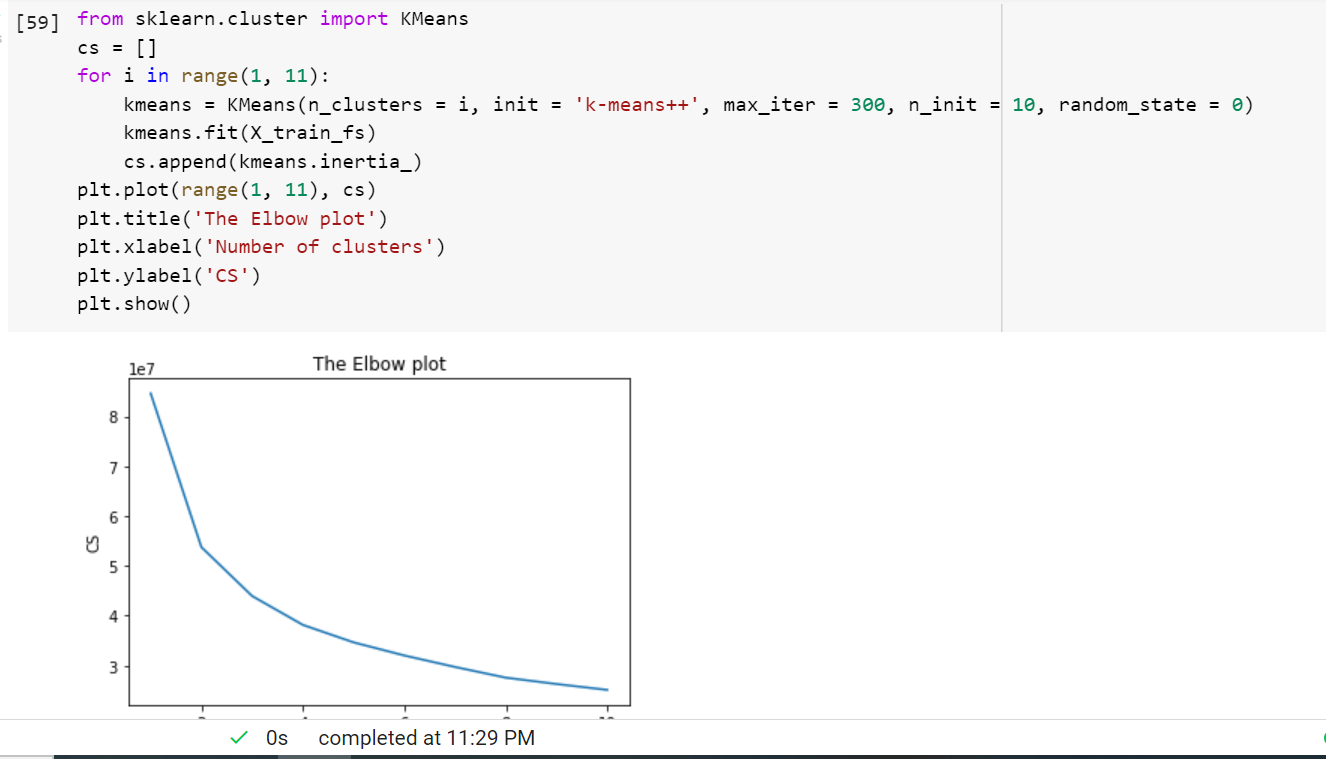 [59] from sklearn.cluster import KMeans
cs = []
for i in range(1, 11):
    kmeans = KMeans(n_clusters = i, init = 'k-means++', max_iter = 300, n_init = 10, random_state = 0)
    kmeans.fit(X_train_fs)
    cs.append(kmeans.inertia_)
plt.plot(range(1, 11), cs)
plt.title('The Elbow plot')
plt.xlabel('Number of clusters')
plt.ylabel('CS')
plt.show()
The Elbow plot
1e7
8
7
6
CS
5
4
3
0s completed at 11:29 PM